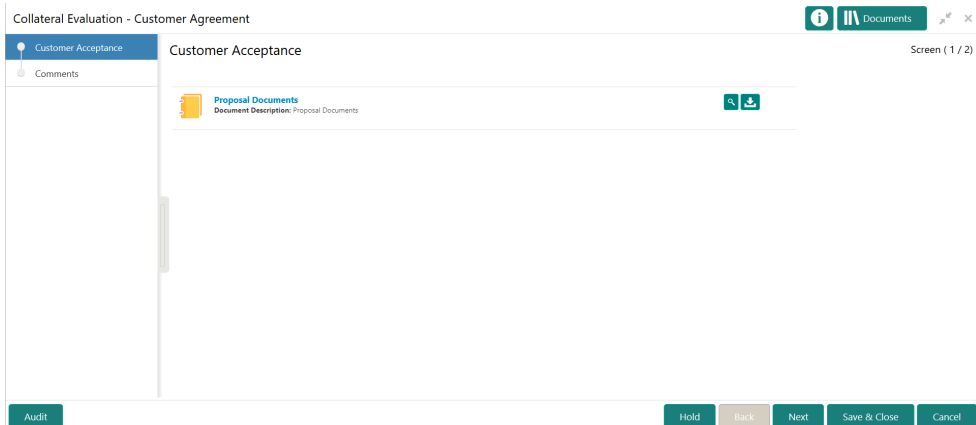 Collateral Evaluation - Customer Agreement
i
Documents
Customer Acceptance
Comments
Customer Acceptance
Screen ( 1 / 2)
Proposal Documents
Document Description: Proposal Documents
Audit
Hold
Back
Next
Save & Close
Cancel